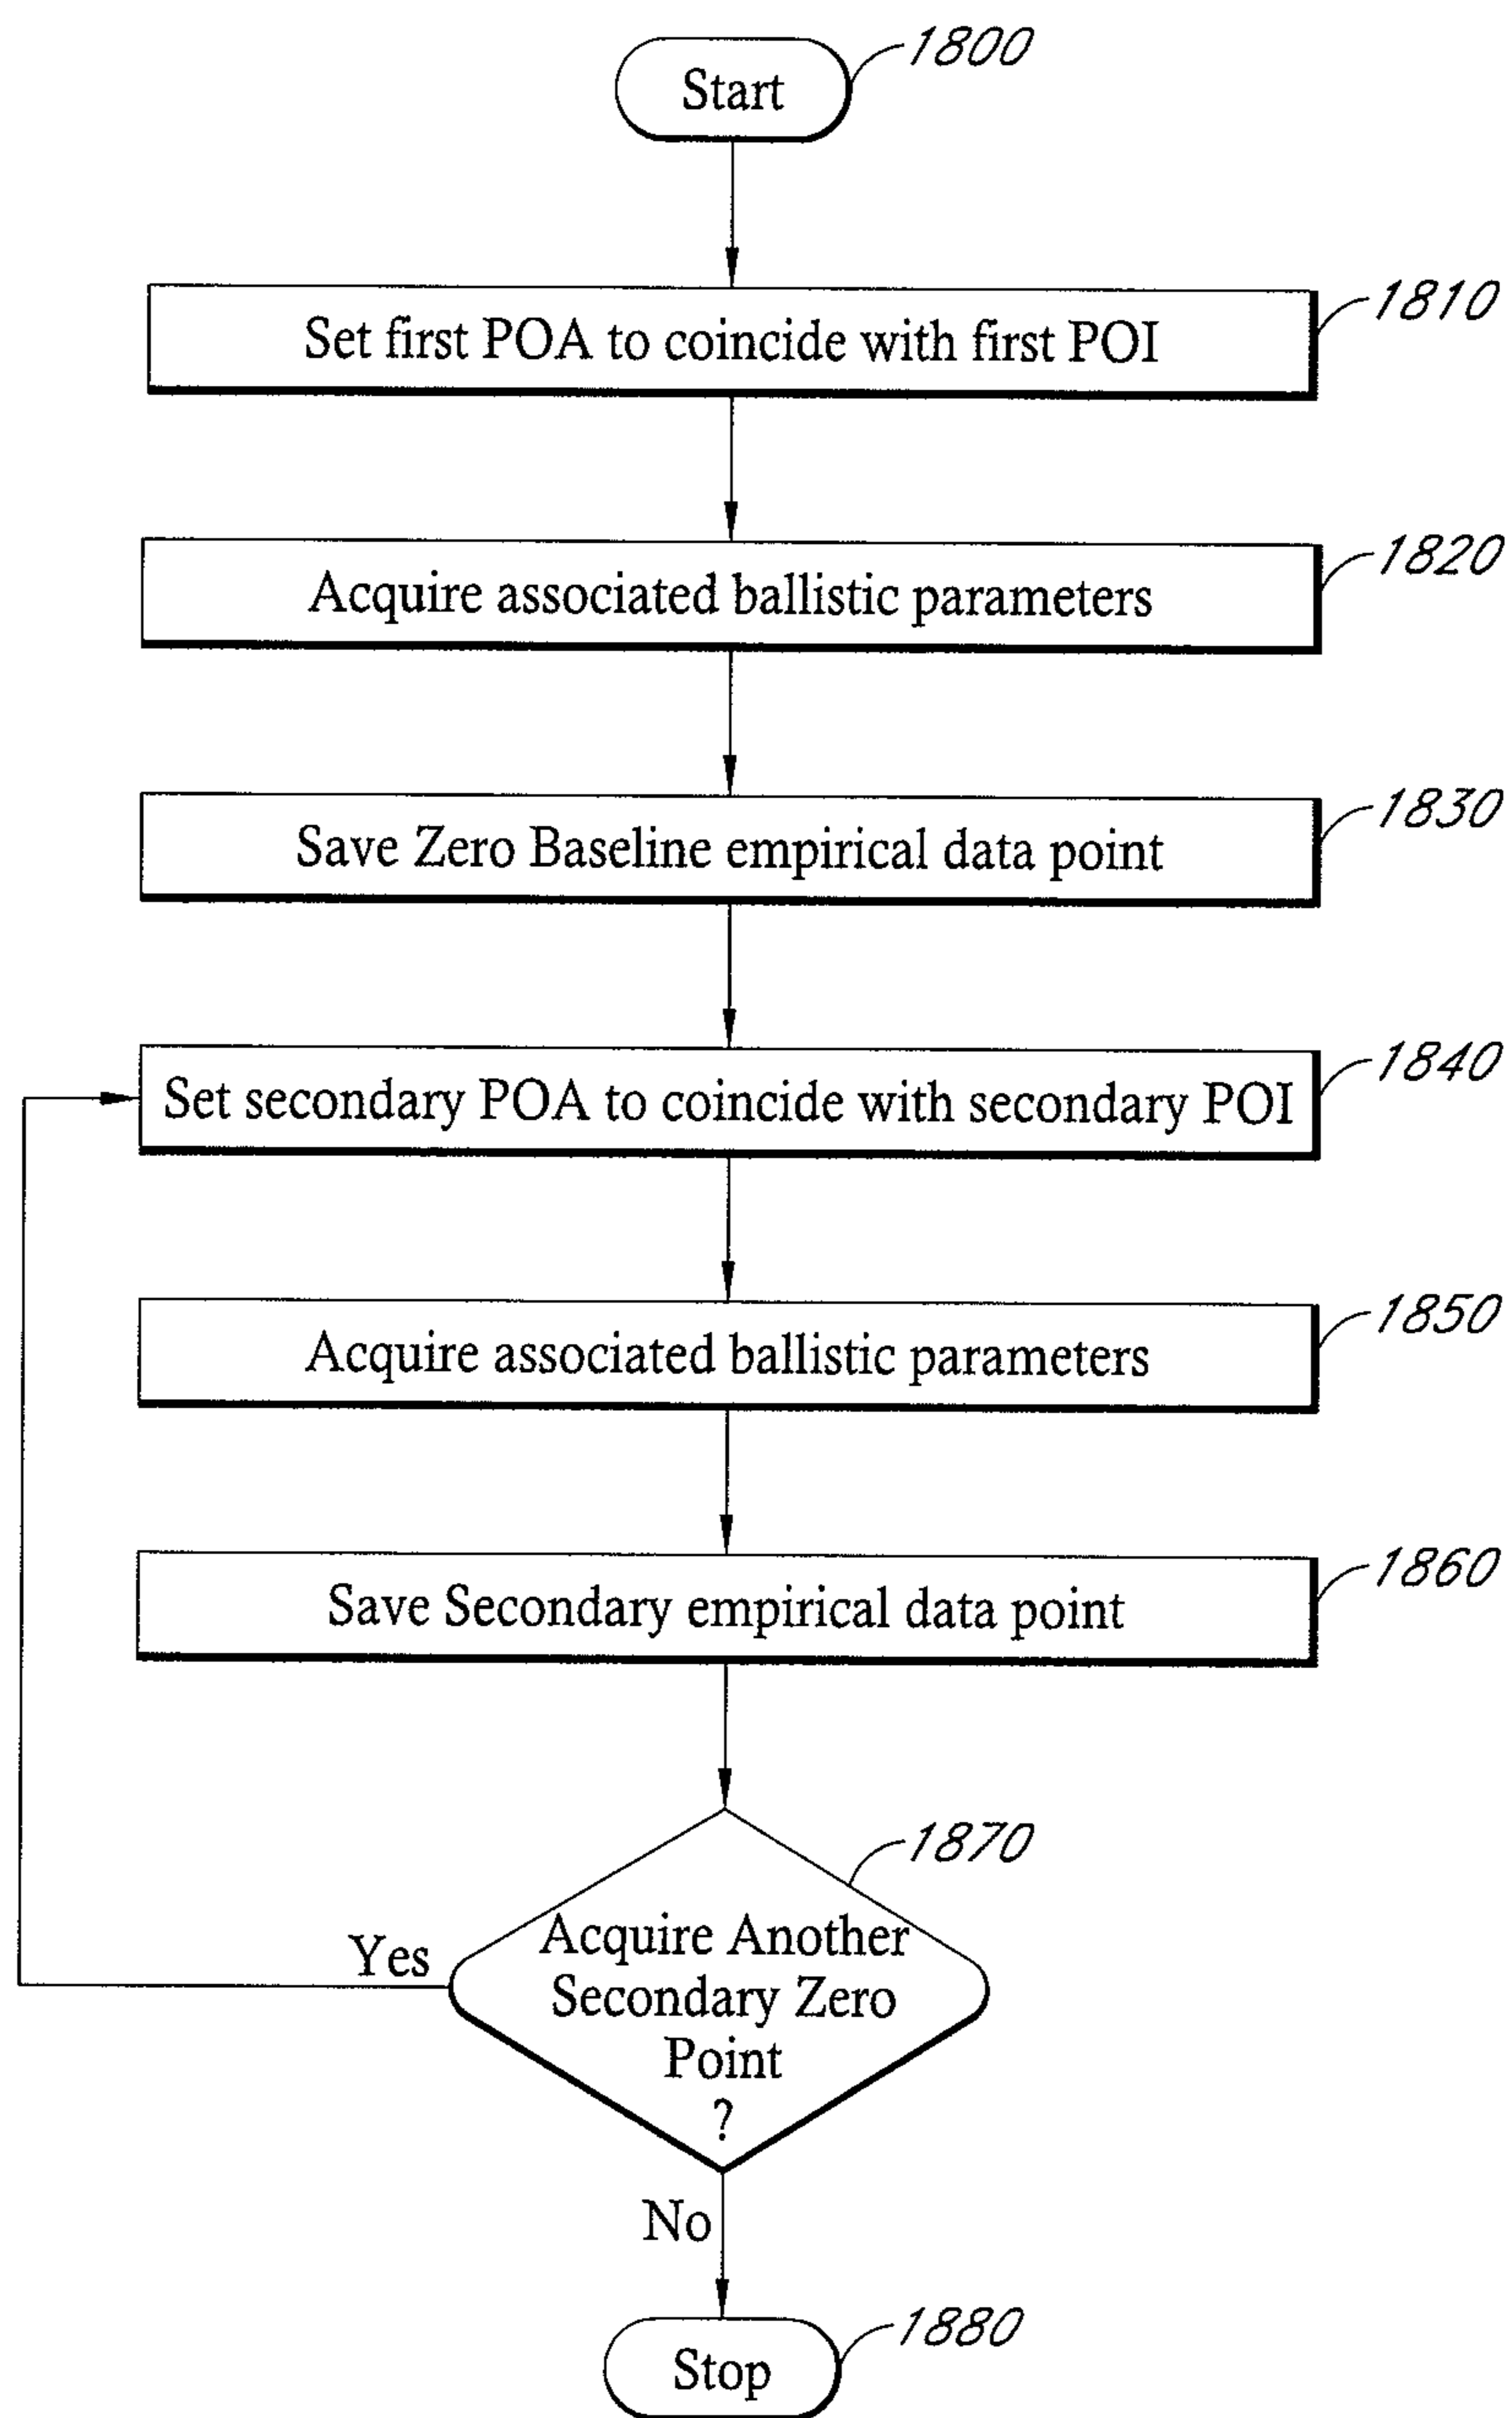 Start
1800
Set first POA to coincide with first POI
1810
Acquire associated ballistic parameters
1820
Save Zero Baseline empirical data point
1830
Set secondary POA to coincide with secondary POI
1840
Acquire associated ballistic parameters
1850
Save Secondary empirical data point
1860
1870
Acquire Another
Secondary Zero
Point
?
Yes
No
Stop
1880